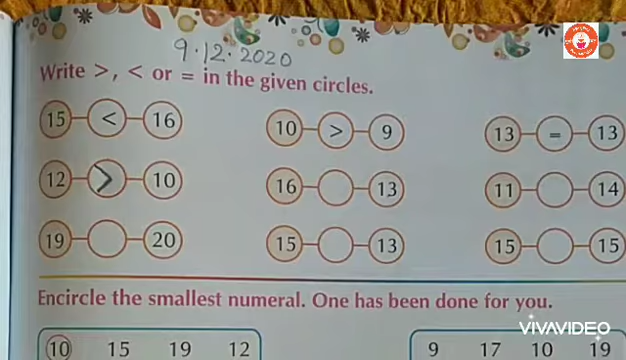 9.12.2020
Write >, < or = in the given circles.
15 < 16 10 > 9 13 = 13
12 > 10 16 13 11 14
19 20 15 13 15 15
Encircle the smallest numeral. One has been done for you.
10 15 19 12 9 17 10 19
VIVAVIDEO